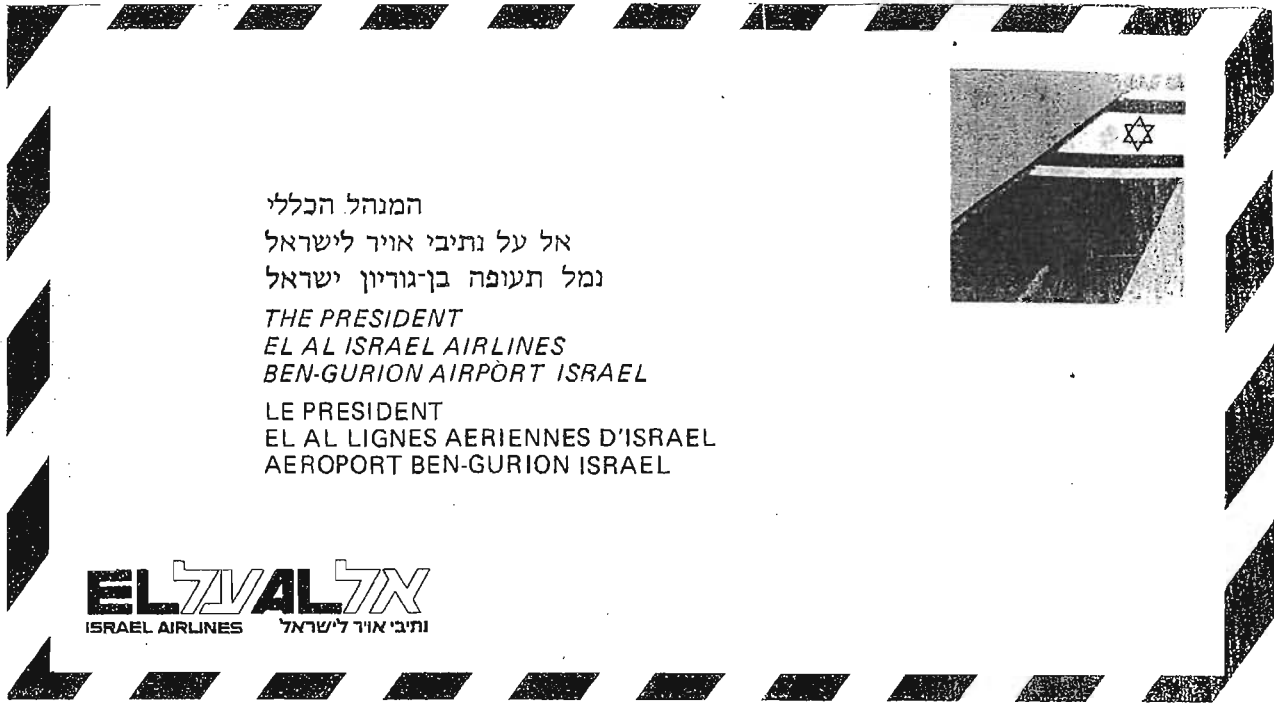 המנהל הכללי
אל על נתיבי אויר לישראל
נמל תעופה בן-גוריון ישראל
THE PRESIDENT
EL AL ISRAEL AIRLINES
BEN-GURION AIRPORT ISRAEL
LE PRESIDENT
EL AL LIGNES AERIENNES D'ISRAEL
AEROPORT BEN-GURION ISRAEL
EL על AL אל
ISRAEL AIRLINES נתיבי אויר לישראל